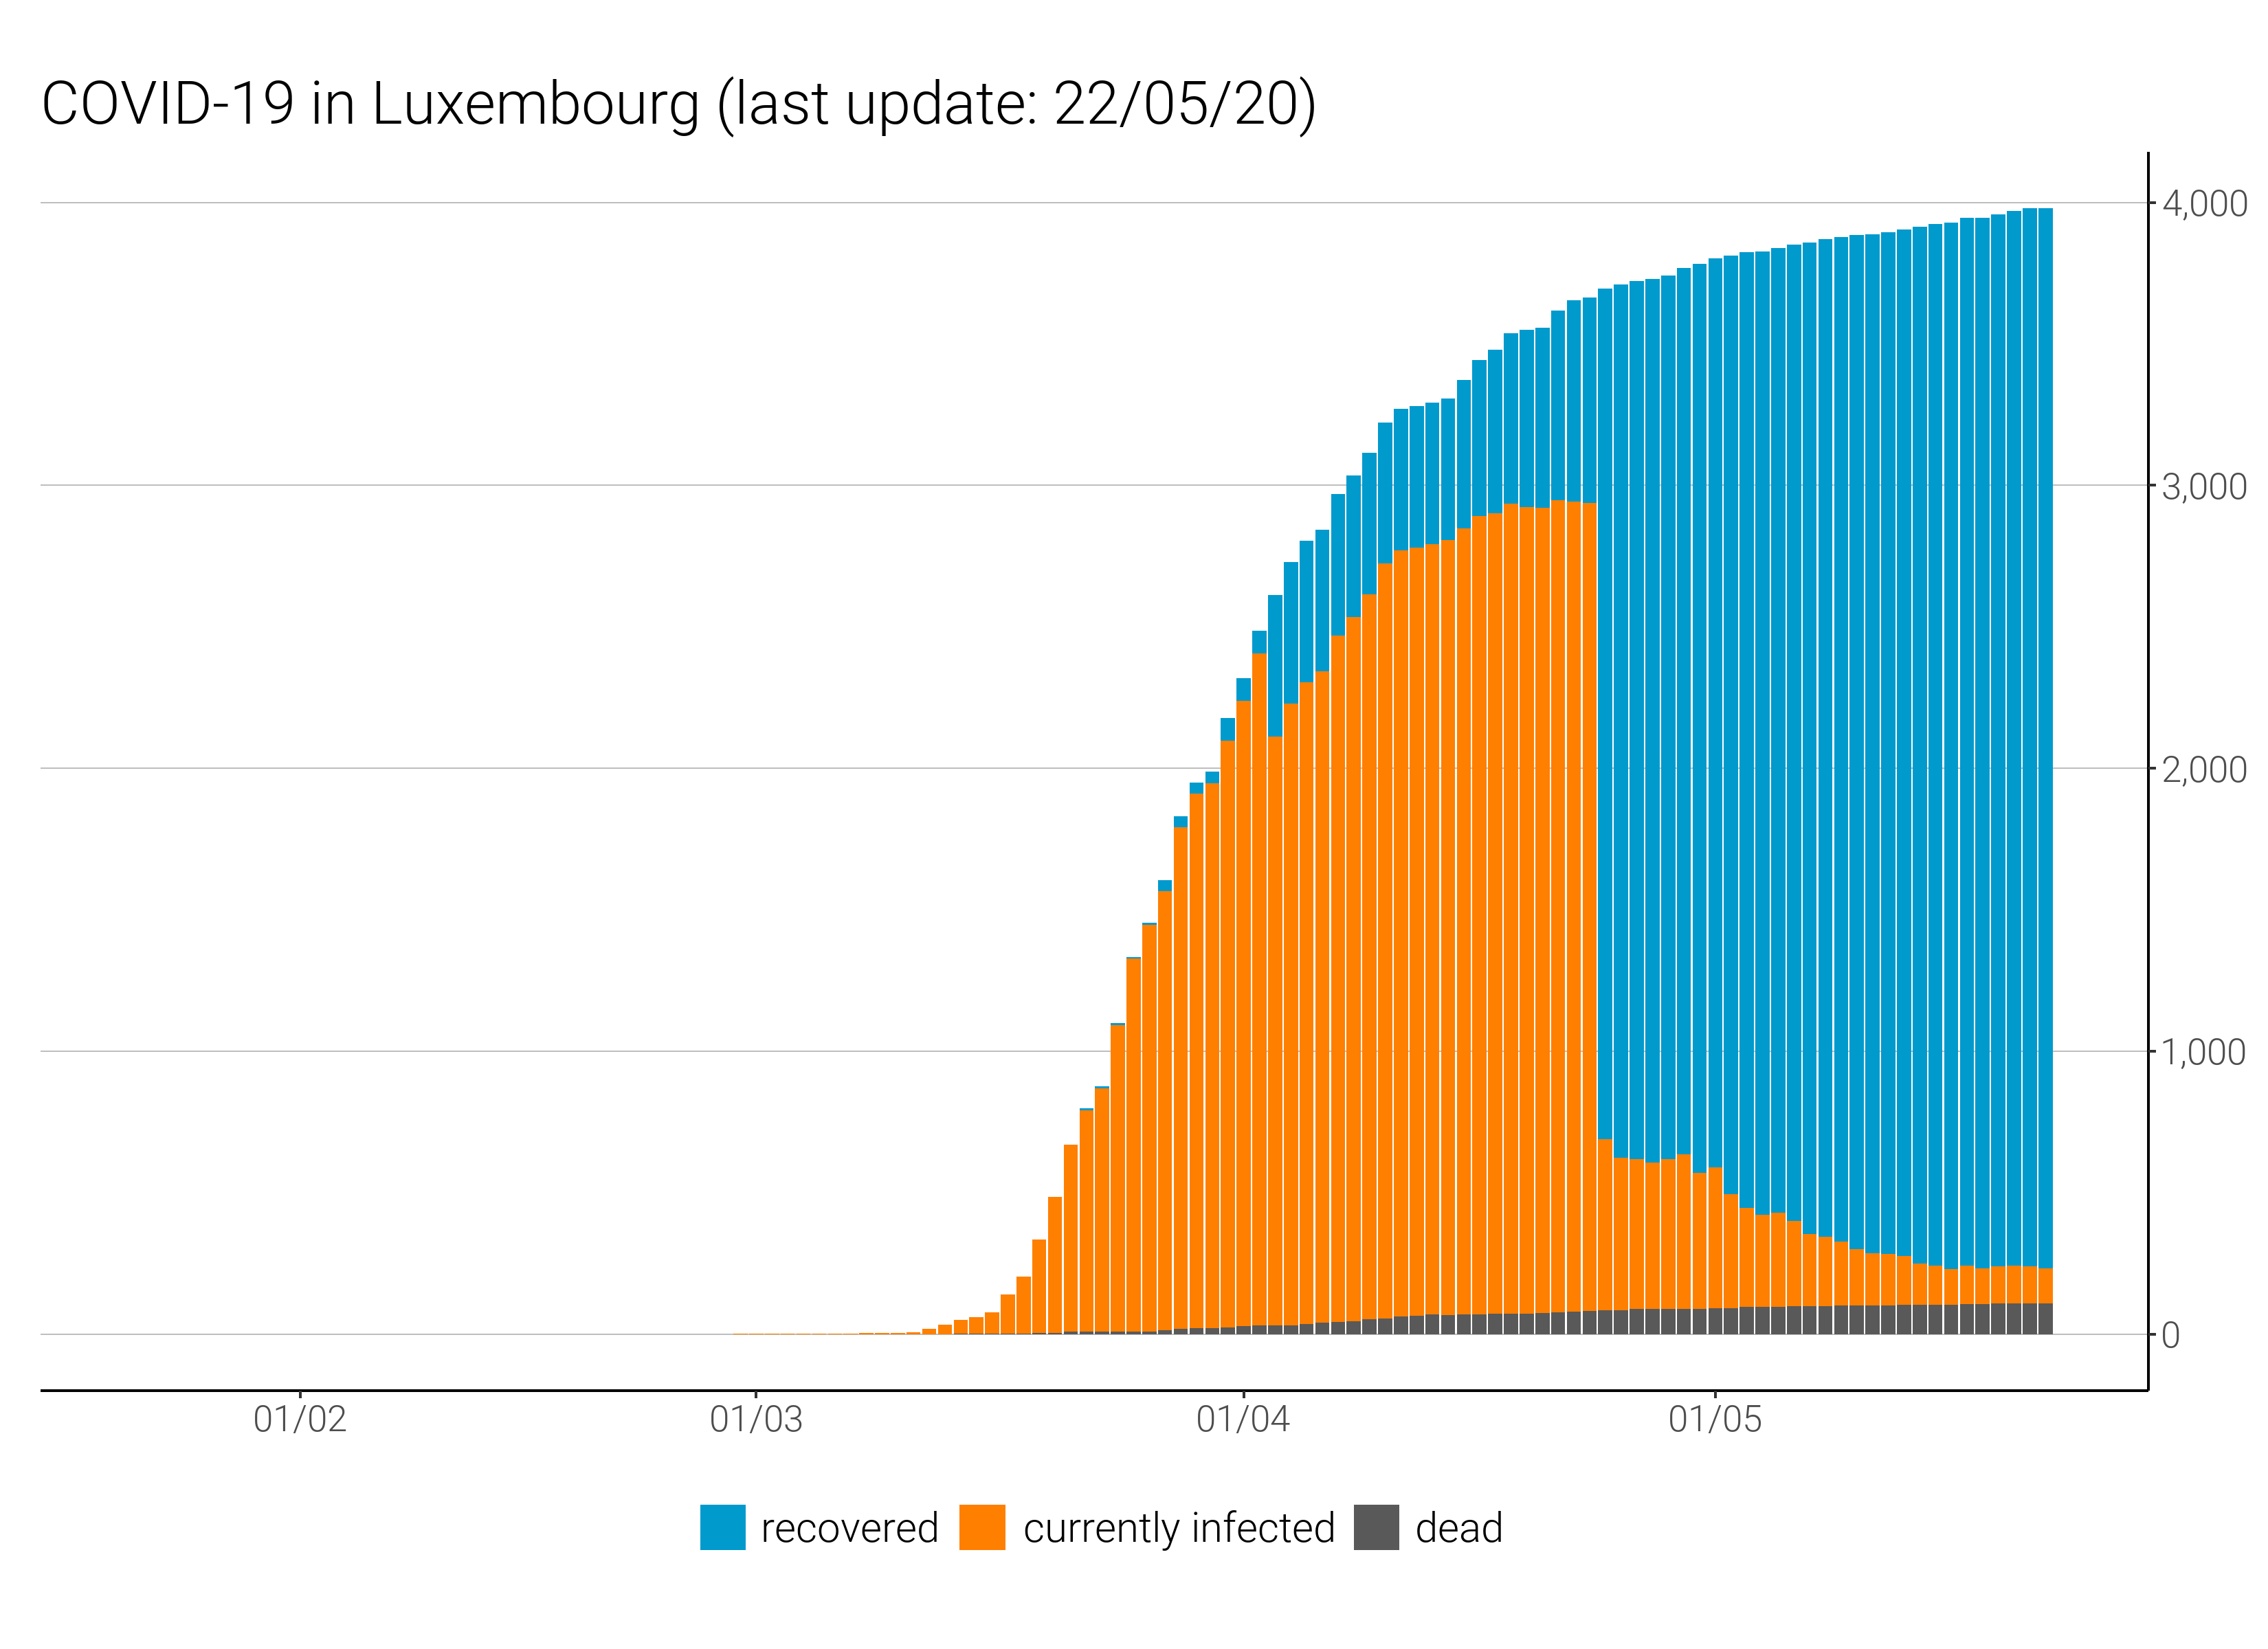 COVID-19 in Luxembourg (last update: 22/05/20)
4,000
3,000
2,000
1,000
0
01/02 01/03 01/04 01/05
recovered currently infected dead